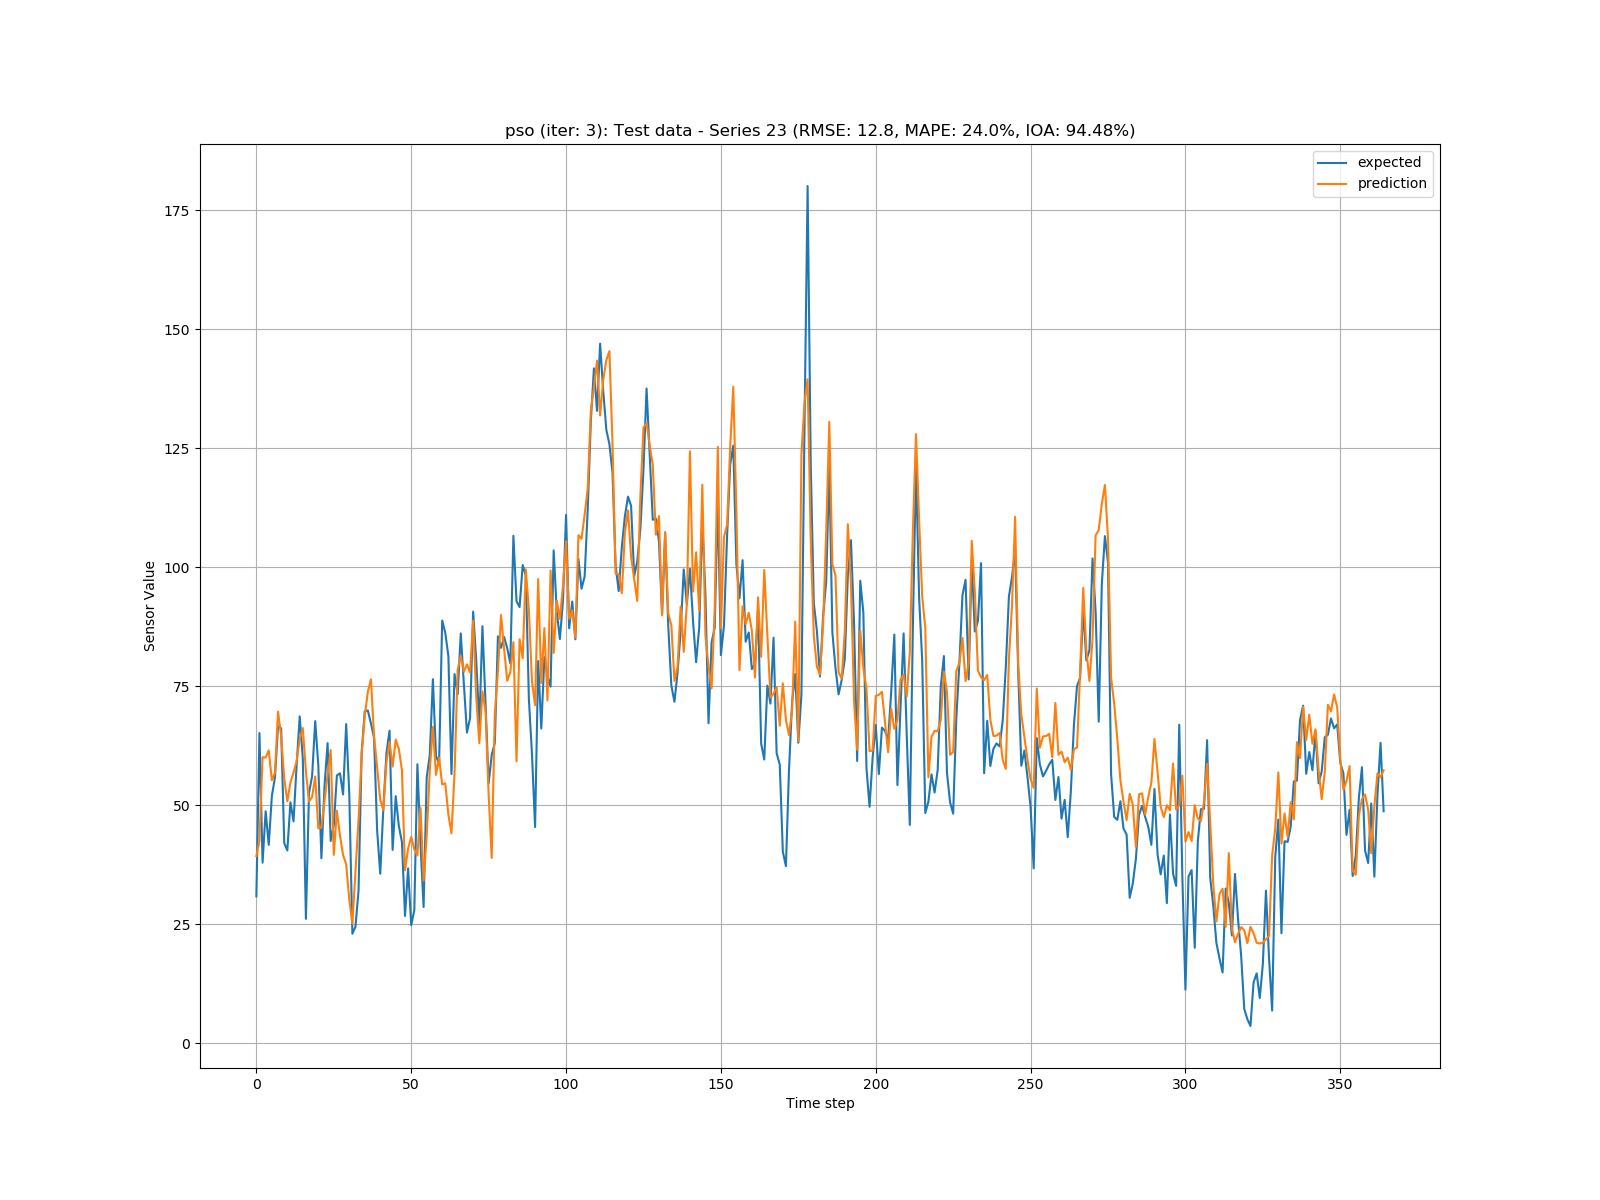 pso (iter: 3): Test data - Series 23 (RMSE: 12.8, MAPE: 24.0%, IOA: 94.48%)
expected
prediction
175
150
125
100
75
50
25
0
Sensor Value
0 50 100 150 200 250 300 350
Time step